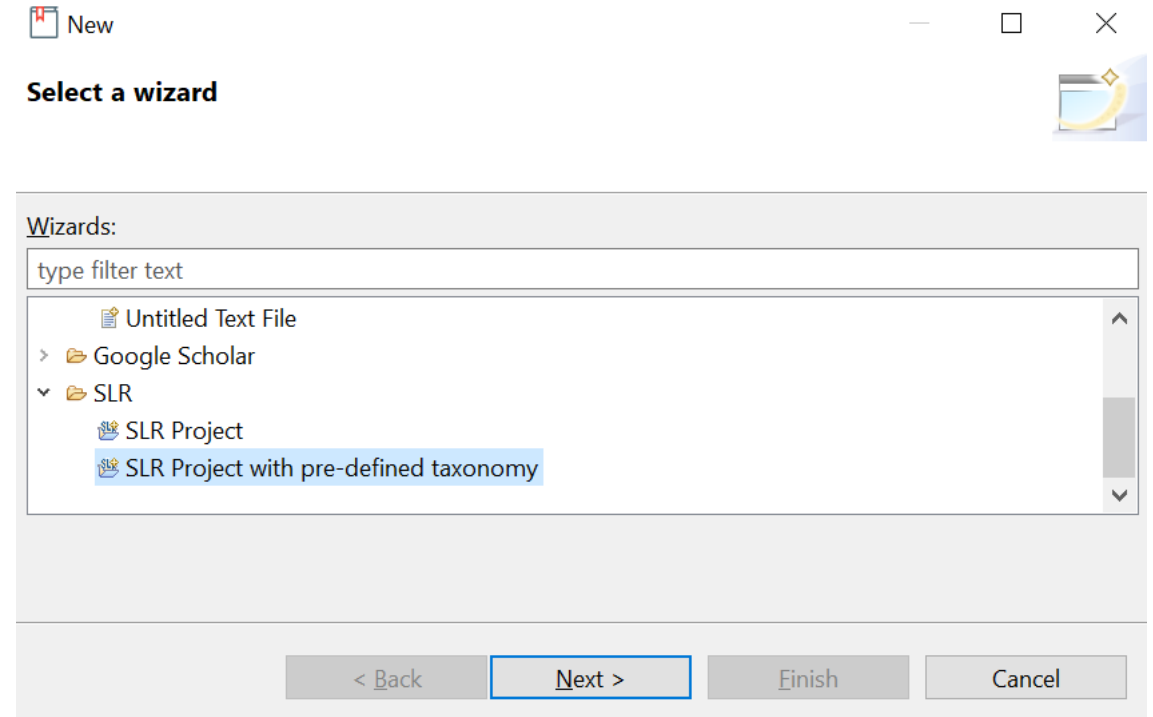 New
Select a wizard
Wizards:
type filter text
Untitled Text File
Google Scholar
SLR
SLR Project
SLR Project with pre-defined taxonomy
< Back Next > Finish Cancel